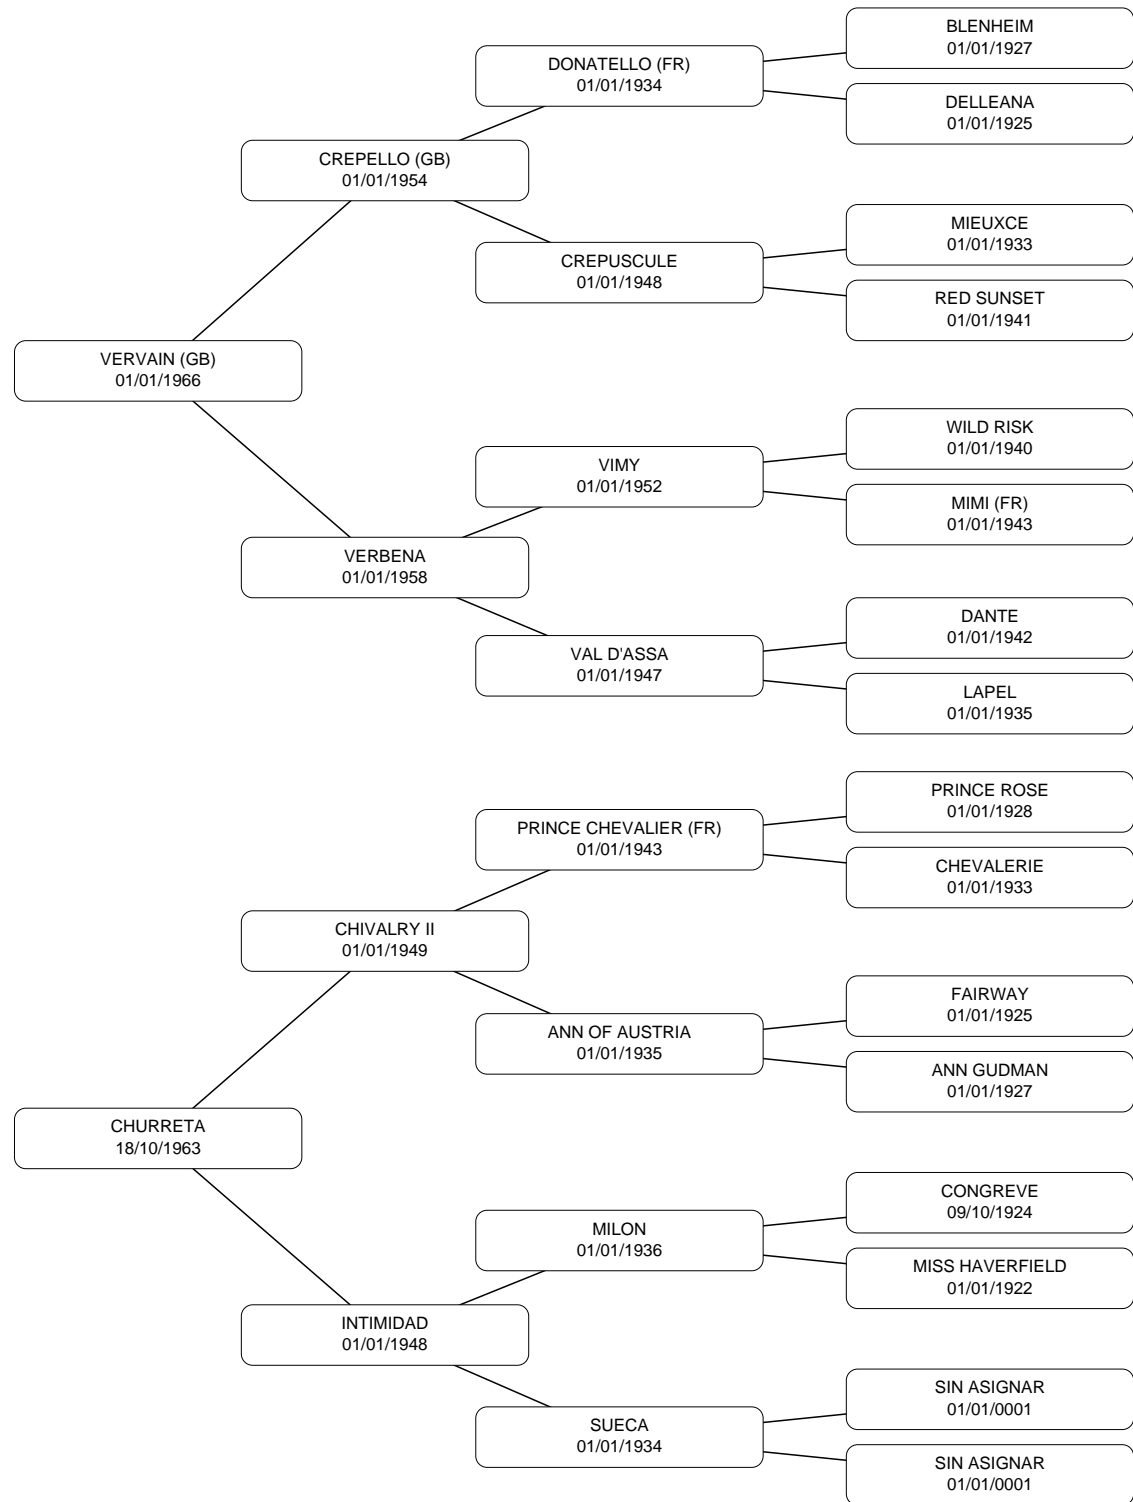 BLENHEIM
01/01/1927
DONATELLO (FR)
01/01/1934
DELLEANA
01/01/1925
CREPELLO (GB)
01/01/1954
MIEUXCE
01/01/1933
CREPUSCULE
01/01/1948
RED SUNSET
01/01/1941
VERVAIN (GB)
01/01/1966
WILD RISK
01/01/1940
VIMY
01/01/1952
MIMI (FR)
01/01/1943
VERBENA
01/01/1958
DANTE
01/01/1942
VAL D'ASSA
01/01/1947
LAPEL
01/01/1935
PRINCE ROSE
01/01/1928
PRINCE CHEVALIER (FR)
01/01/1943
CHEVALERIE
01/01/1933
CHIVALRY II
01/01/1949
FAIRWAY
01/01/1925
ANN OF AUSTRIA
01/01/1935
ANN GUDMAN
01/01/1927
CHURRETA
18/10/1963
CONGREVE
09/10/1924
MILON
01/01/1936
MISS HAVERFIELD
01/01/1922
INTIMIDAD
01/01/1948
SIN ASIGNAR
01/01/0001
SUECA
01/01/1934
SIN ASIGNAR
01/01/0001